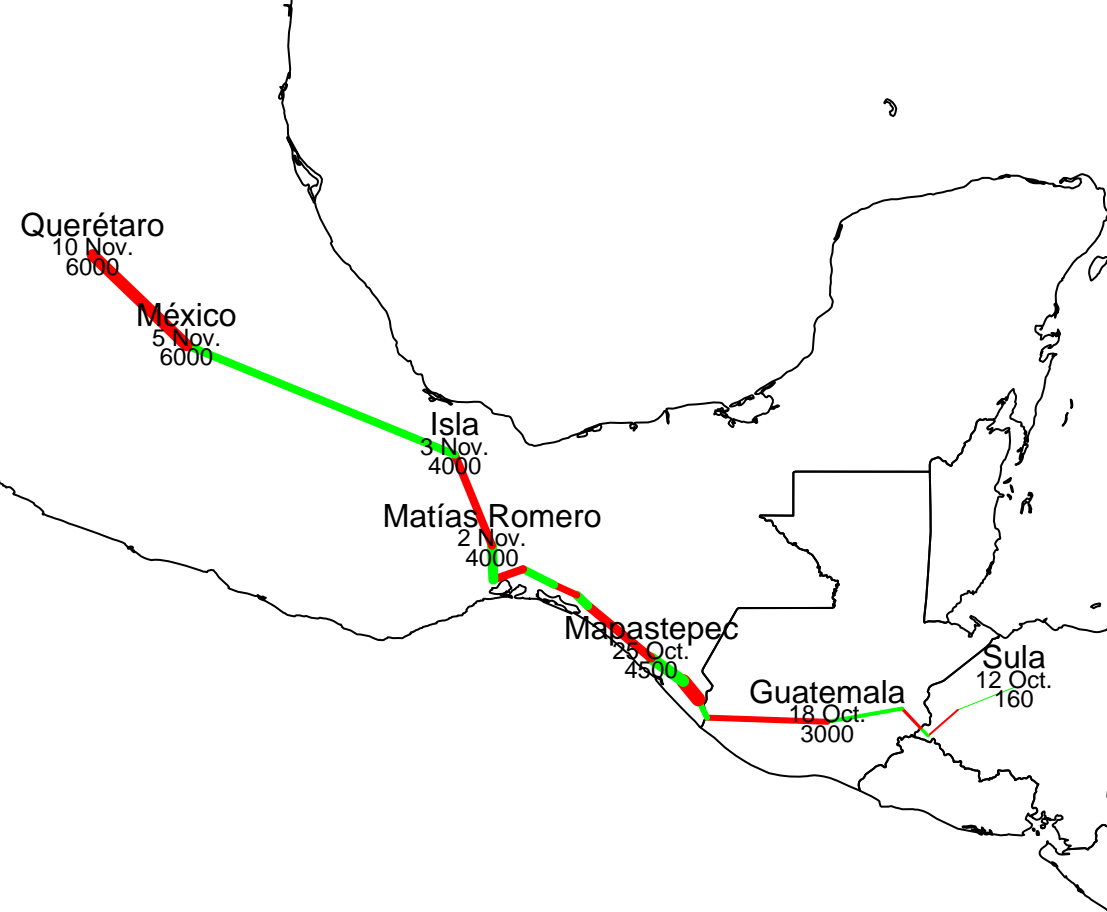 Querétaro
10 Nov.
6000
México
5 Nov.
6000
Isla
3 Nov.
4000
Matías Romero
2 Nov.
4000
Mapastepec
25 Oct.
4500
Sula
12 Oct.
160
Guatemala
18 Oct.
3000